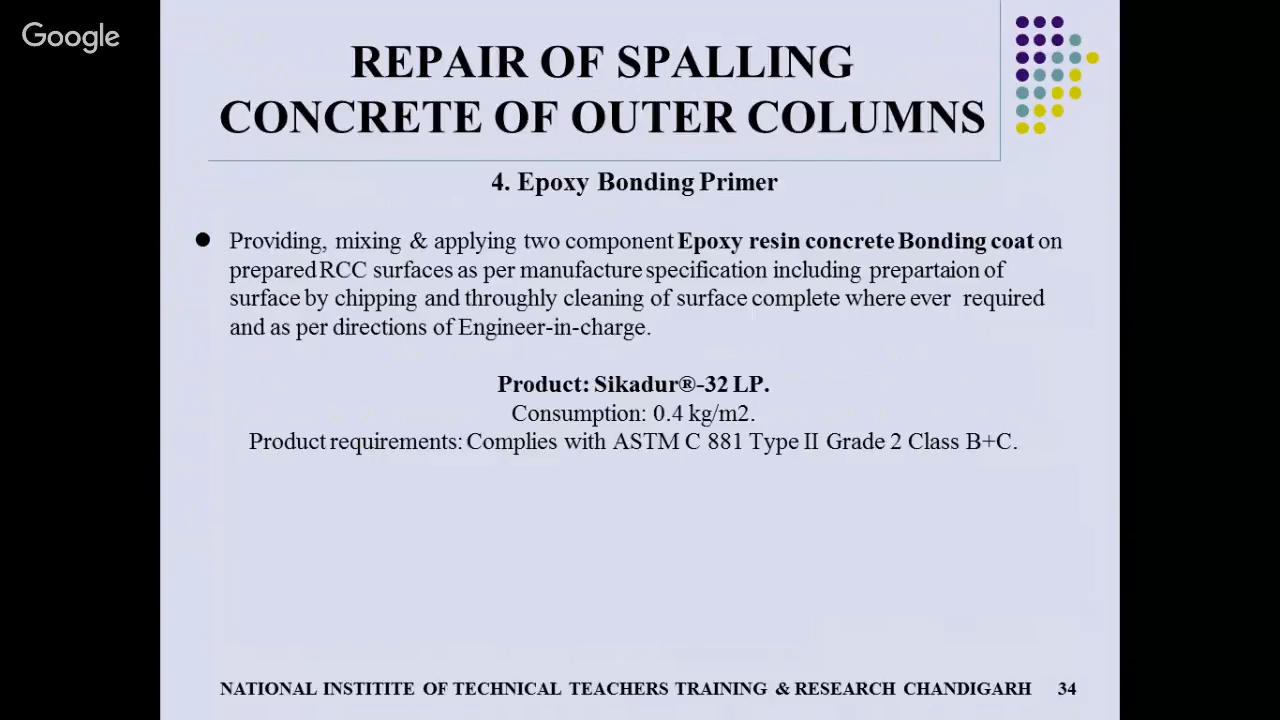 Google
REPAIR OF SPALLING
CONCRETE OF OUTER COLUMNS
4. Epoxy Bonding Primer
● Providing, mixing & applying two component Epoxy resin concrete Bonding coat on
prepared RCC surfaces as per manufacture specification including prepartaion of
surface by chipping and throughly cleaning of surface complete where ever required
and as per directions of Engineer-in-charge.
Product: Sikadur®-32 LP.
Consumption: 0.4 kg/m2.
Product requirements: Complies with ASTM C 881 Type II Grade 2 Class B+C.
NATIONAL INSTITITE OF TECHNICAL TEACHERS TRAINING & RESEARCH CHANDIGARH 34